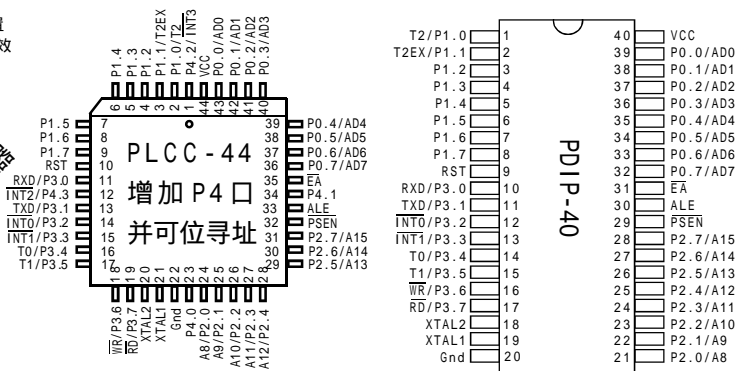 置
效
器
P1.4
P1.3
P1.2
P1.1/T2EX
P1.0/T2
P4.2/INT3
VCC
P0.0/AD0
P0.1/AD1
P0.2/AD2
P0.3/AD3
6 5 4 3 2 1 44 43 42 41 40
P1.5 7
P1.6 8
P1.7 9
RST 10
RXD/P3.0 11
INT2/P4.3 12
TXD/P3.1 13
INT0/P3.2 14
INT1/P3.3 15
T0/P3.4 16
T1/P3.5 17
PLCC-44
增加 P4 口
并可位寻址
39 P0.4/AD4
38 P0.5/AD5
37 P0.6/AD6
36 P0.7/AD7
35 EA
34 P4.1
33 ALE
32 PSEN
31 P2.7/A15
30 P2.6/A14
29 P2.5/A13
18 19 20 21 22 23 24 25 26 27 28
WR/P3.6
RD/P3.7
XTAL2
XTAL1
Gnd
P4.0
A8/P2.0
A9/P2.1
A10/P2.2
A11/P2.3
A12/P2.4
T2/P1.0 1
T2EX/P1.1 2
P1.2 3
P1.3 4
P1.4 5
P1.5 6
P1.6 7
P1.7 8
RST 9
RXD/P3.0 10
TXD/P3.1 11
INT0/P3.2 12
INT1/P3.3 13
T0/P3.4 14
T1/P3.5 15
WR/P3.6 16
RD/P3.7 17
XTAL2 18
XTAL1 19
Gnd 20
PDIP-40
40 VCC
39 P0.0/AD0
38 P0.1/AD1
37 P0.2/AD2
36 P0.3/AD3
35 P0.4/AD4
34 P0.5/AD5
33 P0.6/AD6
32 P0.7/AD7
31 EA
30 ALE
29 PSEN
28 P2.7/A15
27 P2.6/A14
26 P2.5/A13
25 P2.4/A12
24 P2.3/A11
23 P2.2/A10
22 P2.1/A9
21 P2.0/A8